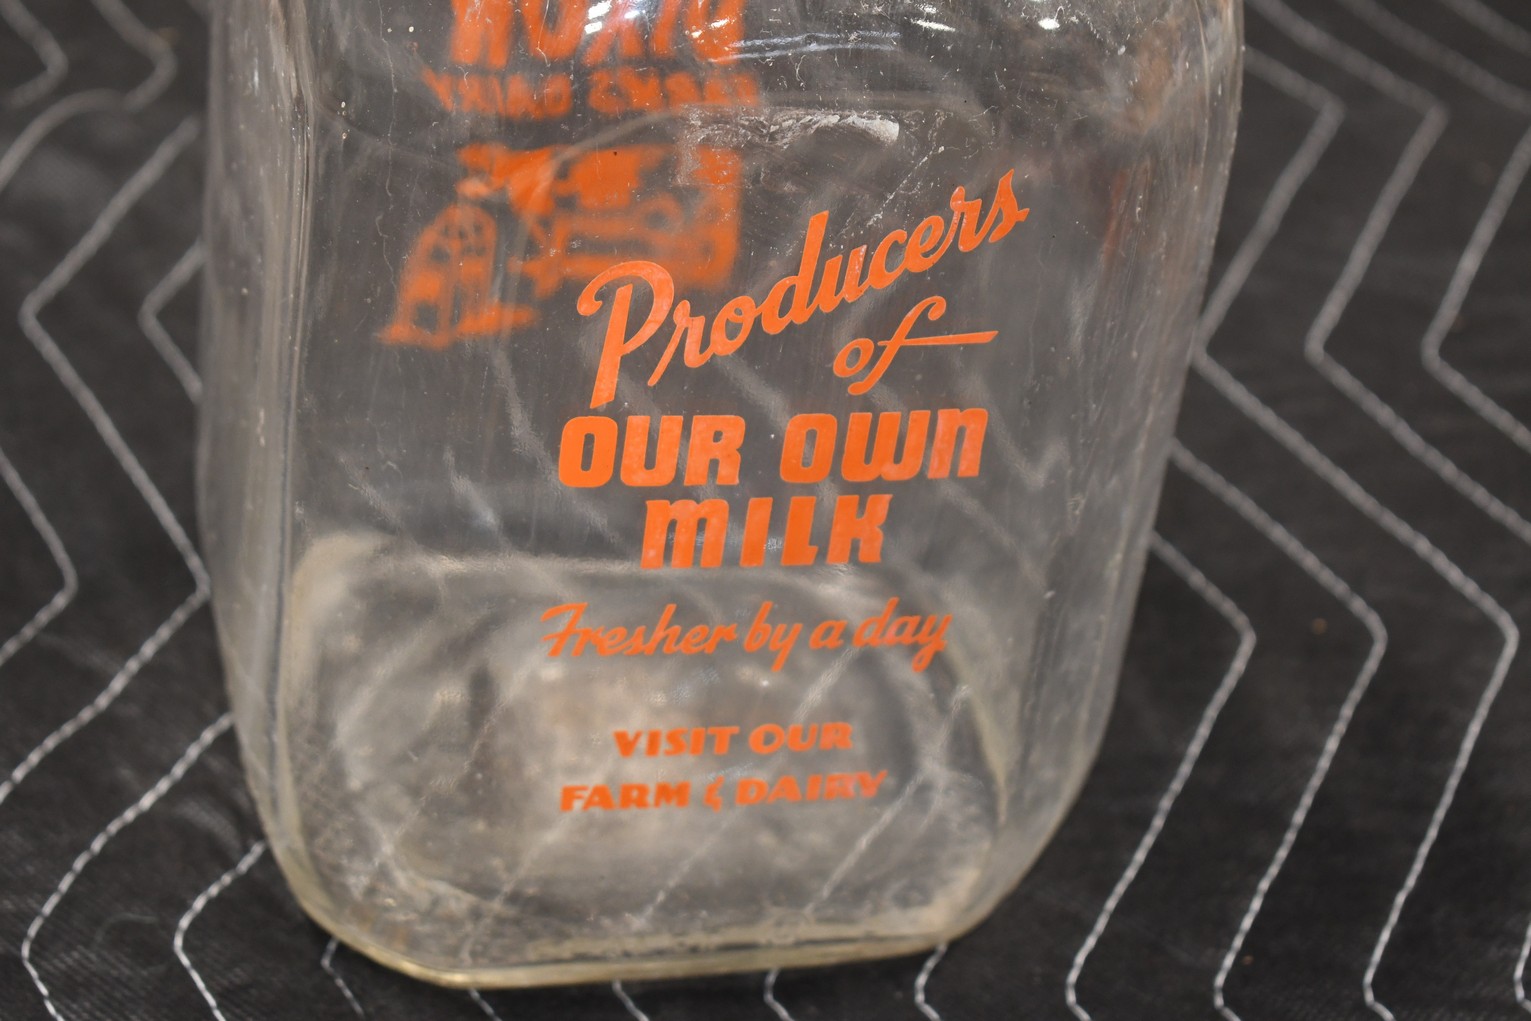 Producers
of
OUR OWN
MILK
Fresher by a day
VISIT OUR
FARM & DAIRY